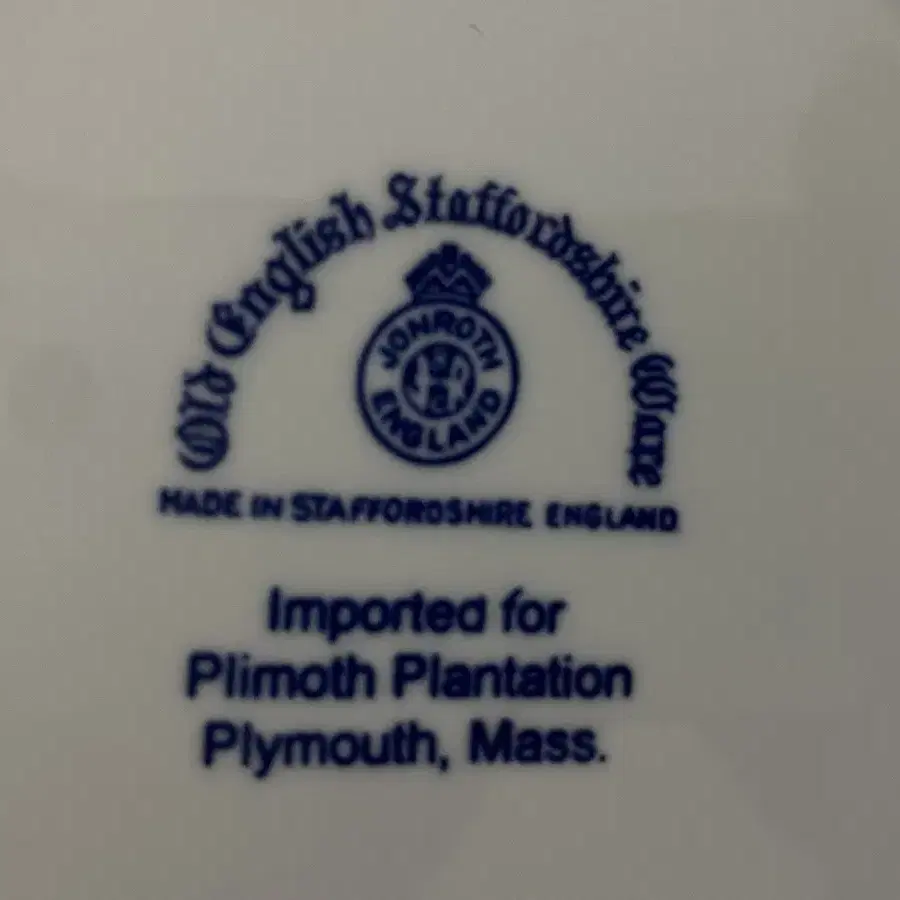 Old English Staffordshire Ware
JONROTH
ENGLAND
MADE IN STAFFORDSHIRE ENGLAND
Imported for
Plimoth Plantation
Plymouth, Mass.